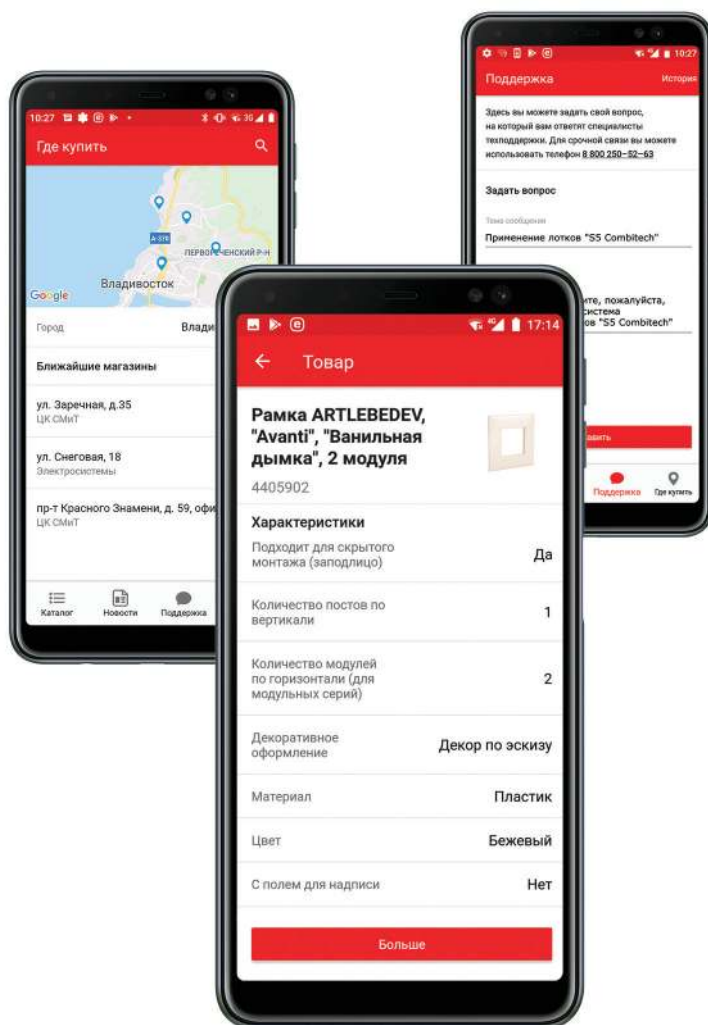 10:27
3G
Где купить
А-370
ПЕРВОРЕЧЕНСКИЙ Р-Н
Владивосток
Google
Город
Ближайшие магазины
ул. Заречная, д.35
ЦК СМиТ
ул. Снеговая, 18
Электросистемы
пр-т Красного Знамени, д. 59,
ЦК СМиТ
Каталог
Новости
Поддержка
10:27
Поддержка
История
Здесь вы можете задать свой вопрос,
на который вам ответят специалисты
техподдержки. Для срочной связи вы можете
использовать телефон 8 800 250-52-63
Задать вопрос
Тема сообщения
Применение лотков "S5 Combitech"
пожалуйста,
"S5 Combitech"
Поддержка
Где купить
4G
17:14
Товар
Рамка ARTLEBEDEV,
"Avanti", "Ванильная
дымка", 2 модуля
4405902
Характеристики
Подходит для скрытого
монтажа (заподлицо)
Да
Количество постов по
вертикали
1
Количество модулей
по горизонтали (для
модульных серий)
2
Декоративное
оформление
Декор по эскизу
Материал
Пластик
Цвет
Бежевый
С полем для надписи
Нет
Больше